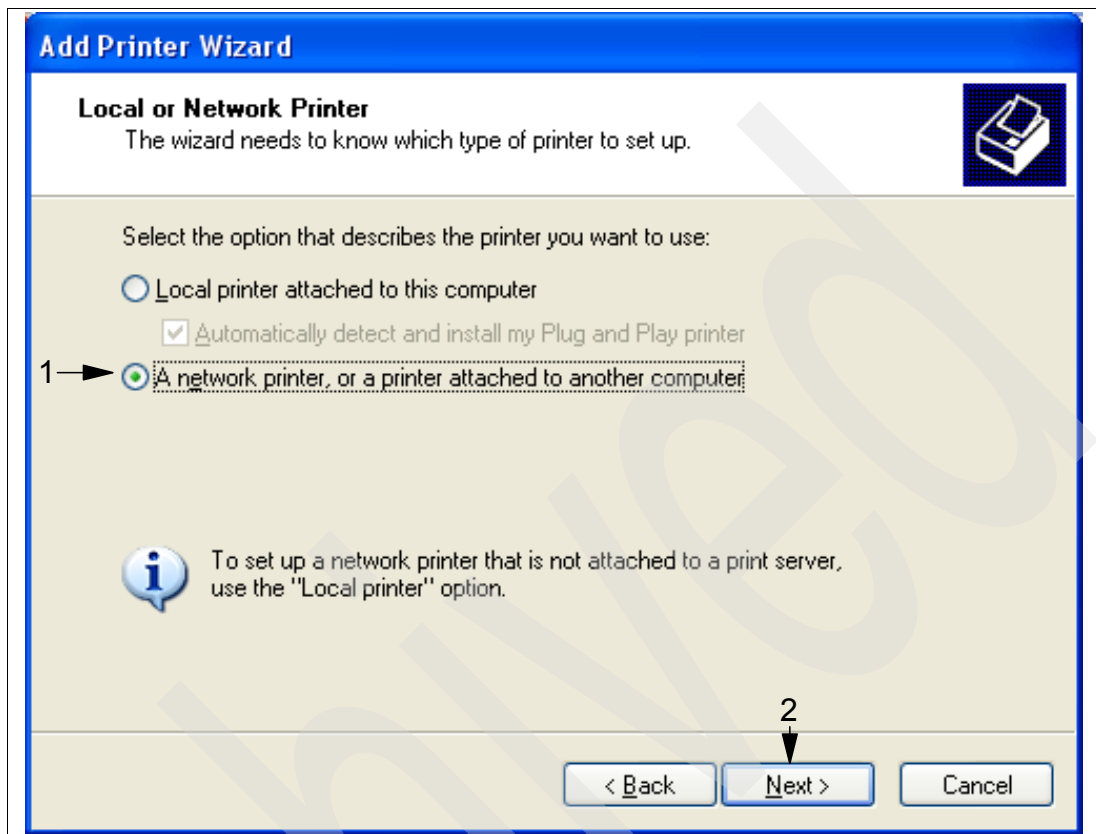 Add Printer Wizard
Local or Network Printer
The wizard needs to know which type of printer to set up.
Select the option that describes the printer you want to use:
Local printer attached to this computer
Automatically detect and install my Plug and Play printer
1
A network printer, or a printer attached to another computer
To set up a network printer that is not attached to a print server,
use the "Local printer" option.
2
< Back Next > Cancel